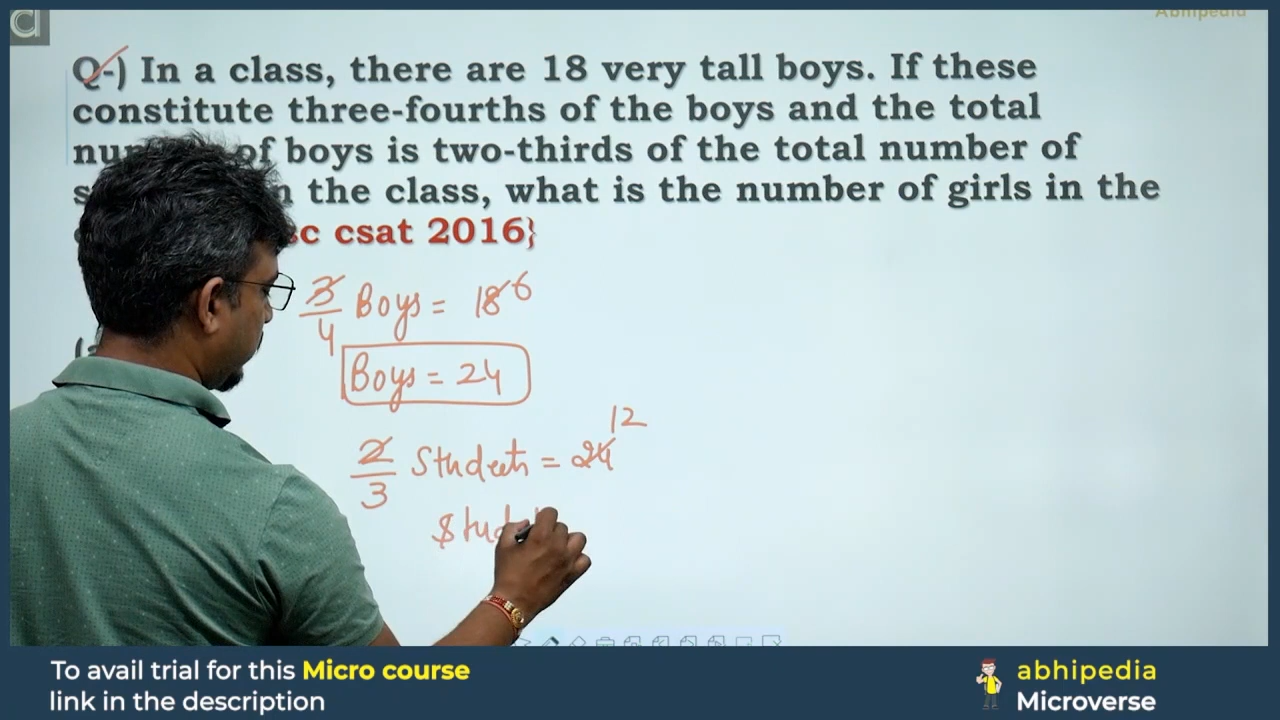 Abhipedia
Q-) In a class, there are 18 very tall boys. If these
constitute three-fourths of the boys and the total
of boys is two-thirds of the total number of
the class, what is the number of girls in the
csat 2016}
3/4 Boys = 18 6
Boys = 24
2/3 Students = 24 12
To avail trial for this Micro course
link in the description
abhipedia
Microverse